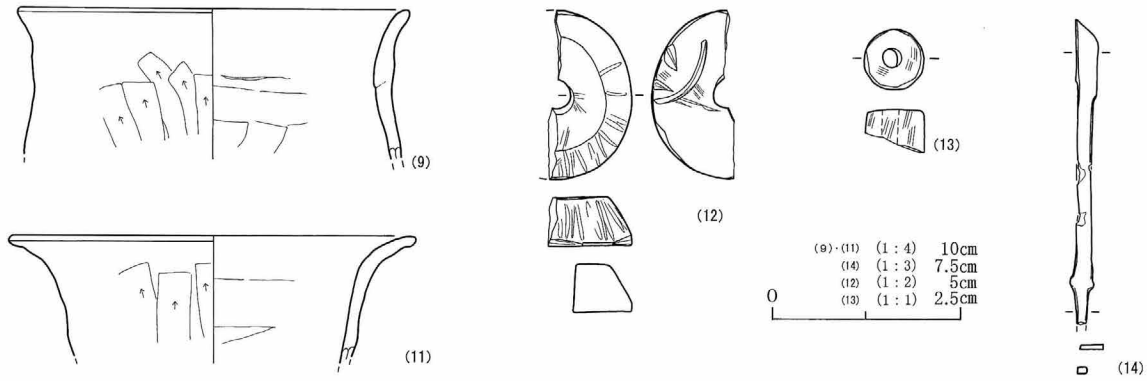 (9)
(11)
(12)
(13)
(9)・(11) (1:4) 10cm
(14) (1:3) 7.5cm
(12) (1:2) 5cm
(13) (1:1) 2.5cm
0
(14)